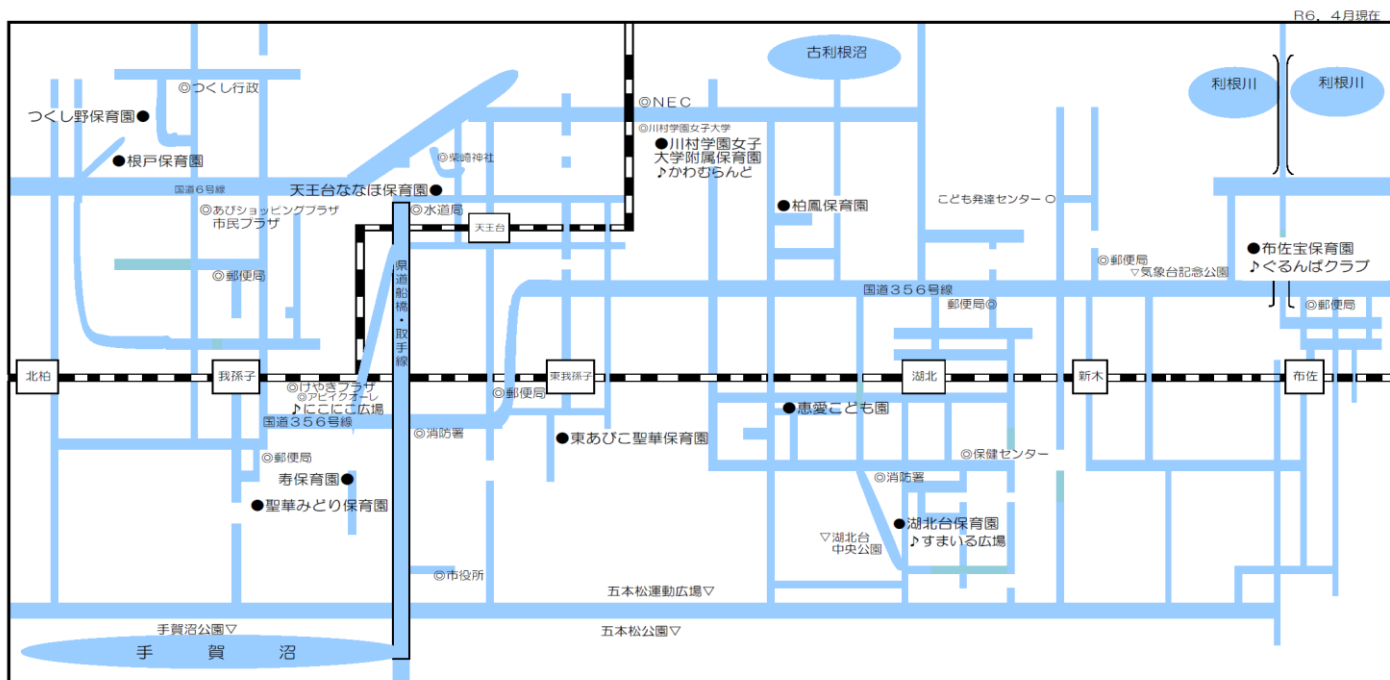 R6．4月現在
古利根沼
利根川
利根川
◎つくし行政
つくし野保育園●
●根戸保育園
◎NEC
◎川村学園女子大学
●川村学園女子
大学附属保育園
♪かわむらんど
◎柴崎神社
国道6号線
天王台ななほ保育園●
◎あびショッピングプラザ
市民プラザ
◎水道局
天王台
●柏鳳保育園
こども発達センター○
●布佐宝保育園
♪ぐるんぱクラブ
◎郵便局
▽気象台記念公園
◎郵便局
県道船橋・取手線
国道356号線
郵便局◎
◎郵便局
北柏
我孫子
東我孫子
湖北
新木
布佐
◎けやきプラザ
◎アビイクオーレ
♪にこにこ広場
◎郵便局
国道356号線
●恵愛こども園
◎消防署
●東あびこ聖華保育園
◎郵便局
◎保健センター
寿保育園●
◎消防署
●聖華みどり保育園
●湖北台保育園
♪すまいる広場
▽湖北台
中央公園
◎市役所
五本松運動広場▽
手賀沼公園▽
五本松公園▽
手賀沼